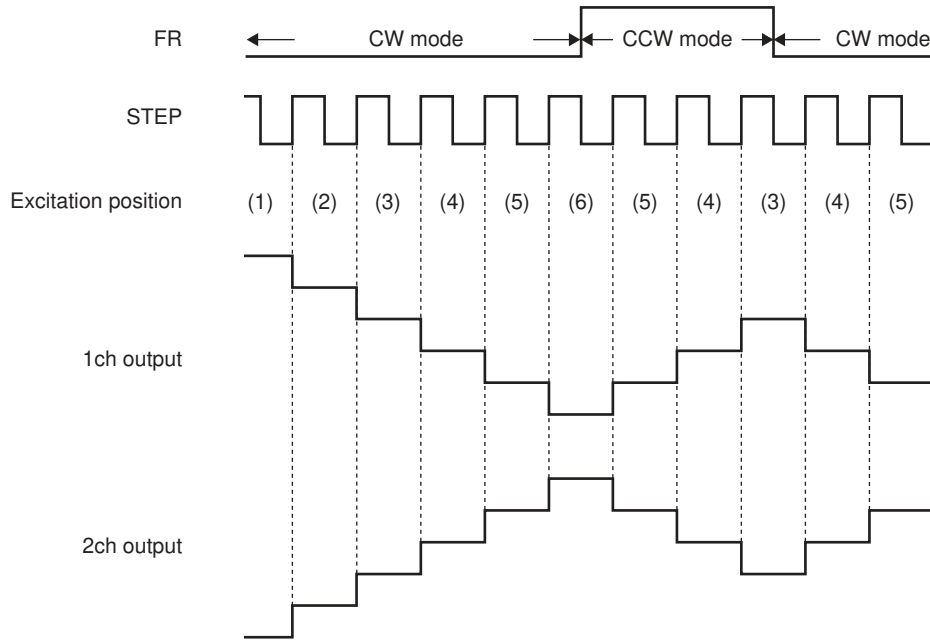 FR
CW mode
CCW mode
CW mode
STEP
Excitation position
(1) (2) (3) (4) (5) (6) (5) (4) (3) (4) (5)
1ch output
2ch output